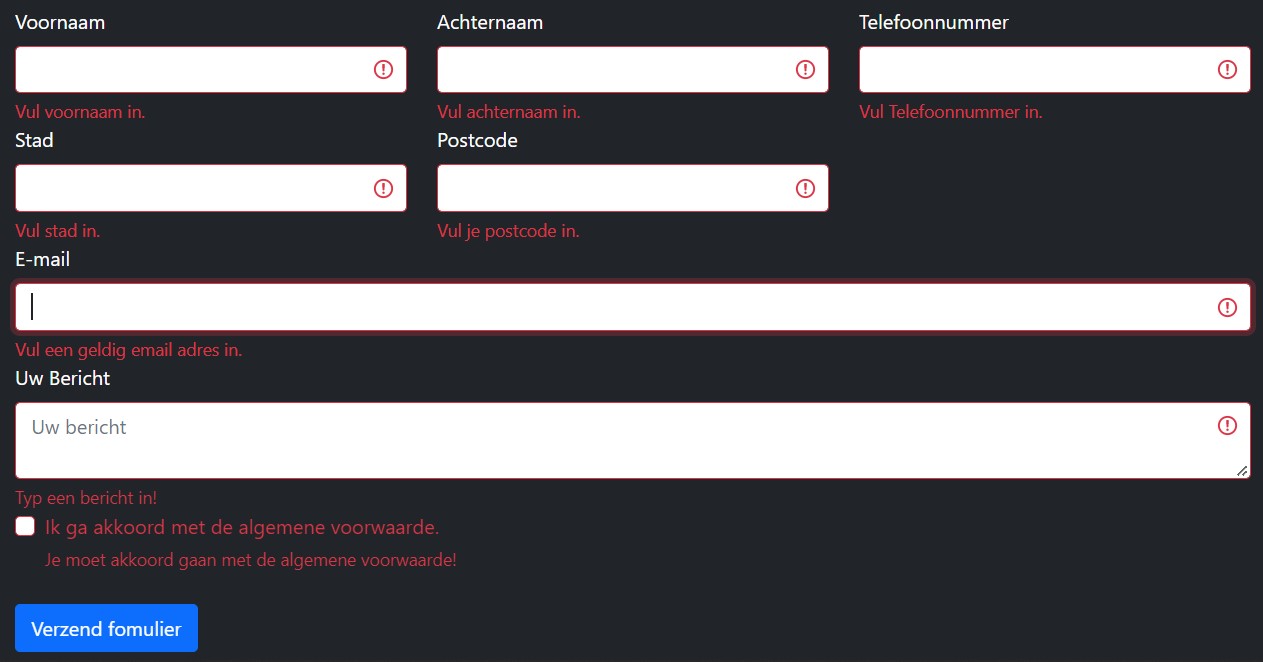 Voornaam
Achternaam
Telefoonnummer
Vul voornaam in.
Vul achternaam in.
Vul Telefoonnummer in.
Stad
Postcode
Vul stad in.
Vul je postcode in.
E-mail
Vul een geldig email adres in.
Uw Bericht
Uw bericht
Typ een bericht in!
Ik ga akkoord met de algemene voorwaarde.
Je moet akkoord gaan met de algemene voorwaarde!
Verzend fomulier